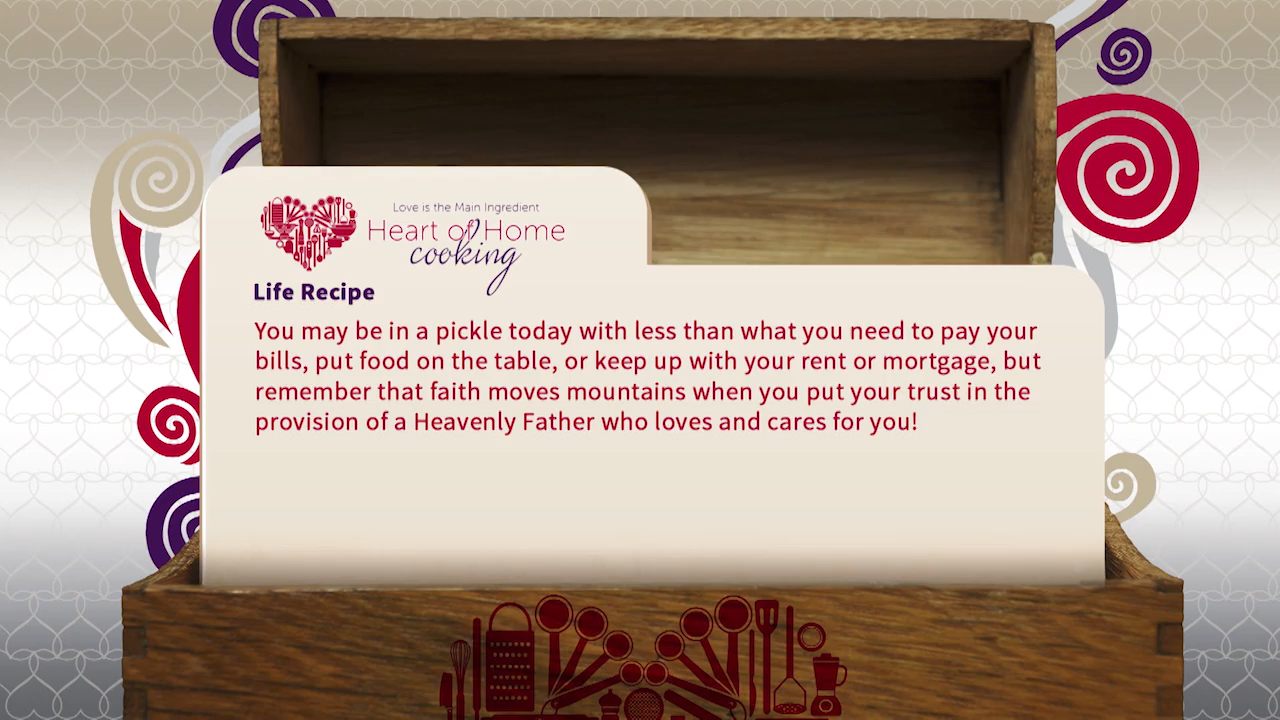 Love is the Main Ingredient
Heart of Home
cooking
Life Recipe
You may be in a pickle today with less than what you need to pay your
bills, put food on the table, or keep up with your rent or mortgage, but
remember that faith moves mountains when you put your trust in the
provision of a Heavenly Father who loves and cares for you!